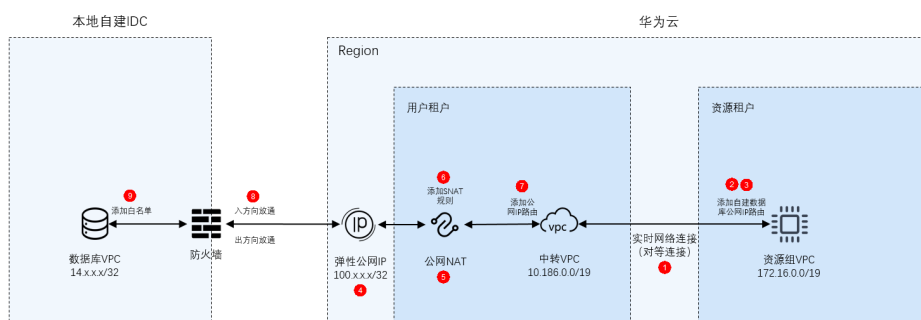 本地自建IDC
华为云
Region
用户租户
资源租户
9
添加白名单
8
入方向放通
出方向放通
6
添加SNAT
规则
7
添加公
网IP路由
2
3
添加自建数据
库公网IP路由
IP
vpc
防火墙
数据库VPC
14.x.x.x/32
弹性公网IP
100.x.x.x/32
4
公网NAT
5
中转VPC
10.186.0.0/19
实时网络连接
(对等连接)
1
资源组VPC
172.16.0.0/19